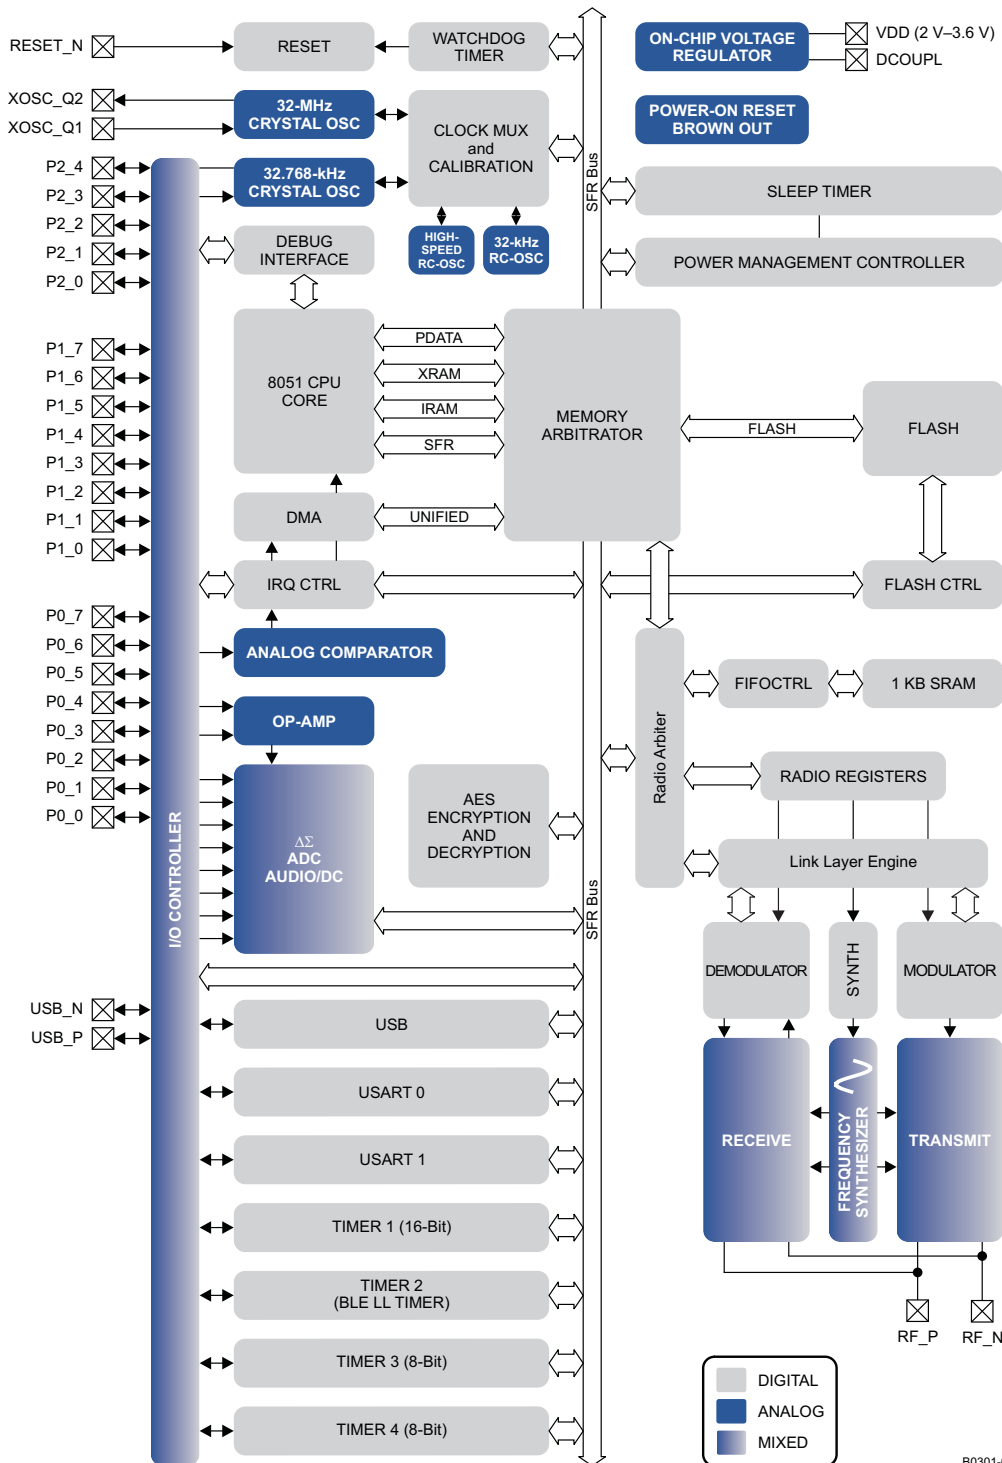 RESET_N
RESET
WATCHDOG
TIMER
ON-CHIP VOLTAGE
REGULATOR
VDD (2 V–3.6 V)
DCOUPL
XOSC_Q2
XOSC_Q1
32-MHz
CRYSTAL OSC
CLOCK MUX
and
CALIBRATION
POWER-ON RESET
BROWN OUT
SFR Bus
P2_4
P2_3
P2_2
P2_1
P2_0
32.768-kHz
CRYSTAL OSC
SLEEP TIMER
DEBUG
INTERFACE
HIGH-
SPEED
RC-OSC
32-kHz
RC-OSC
POWER MANAGEMENT CONTROLLER
P1_7
P1_6
P1_5
P1_4
P1_3
P1_2
P1_1
P1_0
8051 CPU
CORE
PDATA
XRAM
IRAM
SFR
MEMORY
ARBITRATOR
FLASH
FLASH
DMA
UNIFIED
IRQ CTRL
FLASH CTRL
P0_7
P0_6
P0_5
P0_4
P0_3
P0_2
P0_1
P0_0
ANALOG COMPARATOR
OP-AMP
Radio Arbiter
FIFOCTRL
1 KB SRAM
RADIO REGISTERS
ΔΣ
ADC
AUDIO/DC
AES
ENCRYPTION
AND
DECRYPTION
Link Layer Engine
I/O CONTROLLER
SFR Bus
DEMODULATOR
SYNTH
MODULATOR
USB_N
USB_P
USB
USART 0
USART 1
TIMER 1 (16-Bit)
TIMER 2
(BLE LL TIMER)
TIMER 3 (8-Bit)
TIMER 4 (8-Bit)
RECEIVE
FREQUENCY
SYNTHESIZER
TRANSMIT
RF_P
RF_N
DIGITAL
ANALOG
MIXED